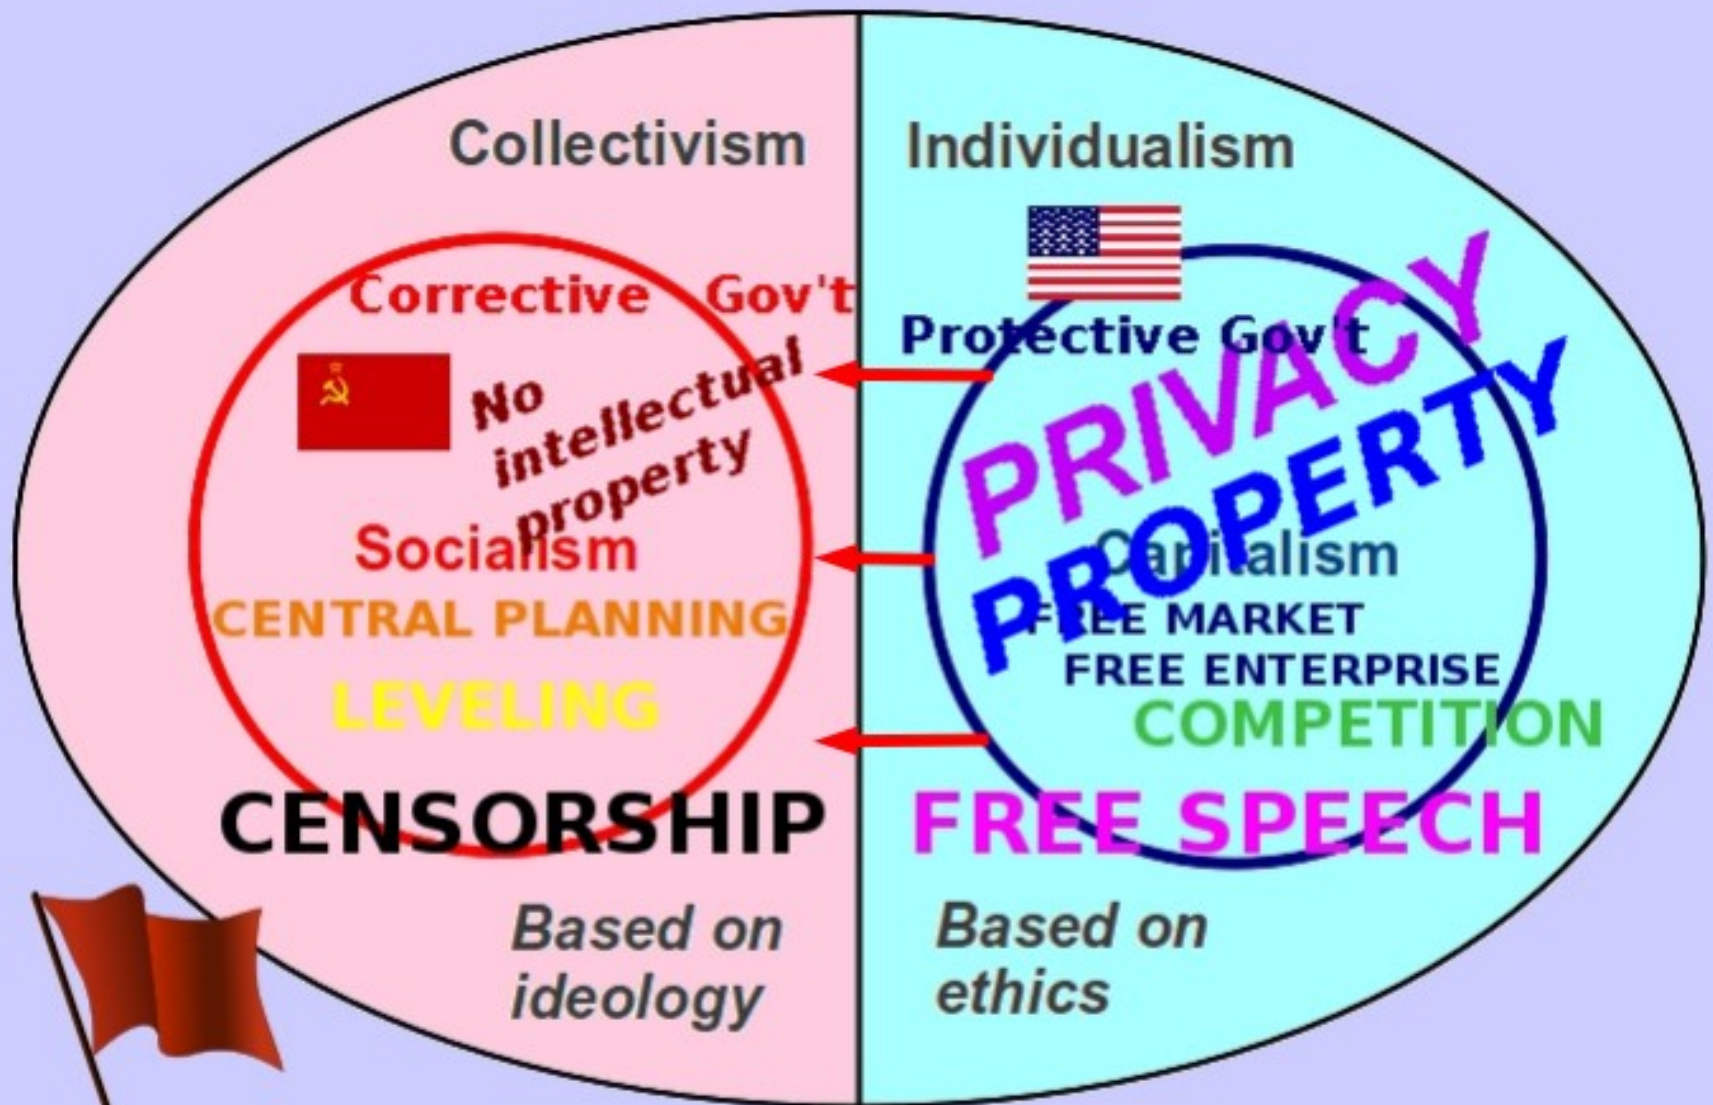 Collectivism
Corrective Gov't
No
intellectual
property
Socialism
CENTRAL PLANNING
LEVELING
CENSORSHIP
Based on
ideology
Individualism
Protective Gov't
PRIVACY
PROPERTY
Capitalism
FREE MARKET
FREE ENTERPRISE
COMPETITION
FREE SPEECH
Based on
ethics